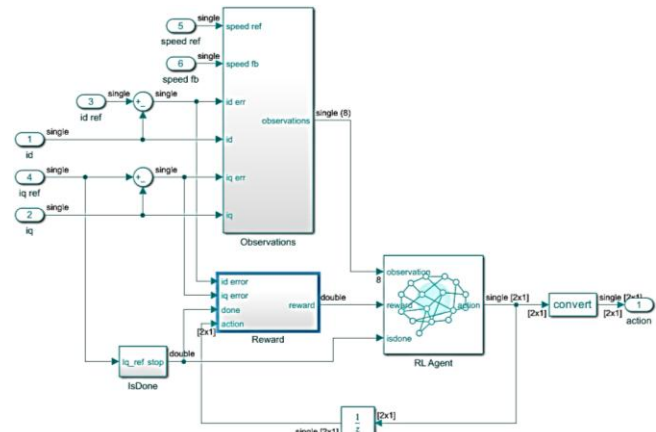 5
single
speed ref
speed ref
6
single
speed fb
speed fb
single
3
id ref
+
-
single
id err
1
single
id
id
observations
single (8)
4
single
iq ref
+
-
single
iq err
2
single
iq
iq
Observations
id error
iq error
done
action
reward
double
[2x1]
Reward
observation
8
reward
action
isdone
RL Agent
single [2x1]
[2x1]
convert
single [2x1]
[2x1]
1
action
Iq_ref stop
double
IsDone
1
z
[2x1]
single [2x1]